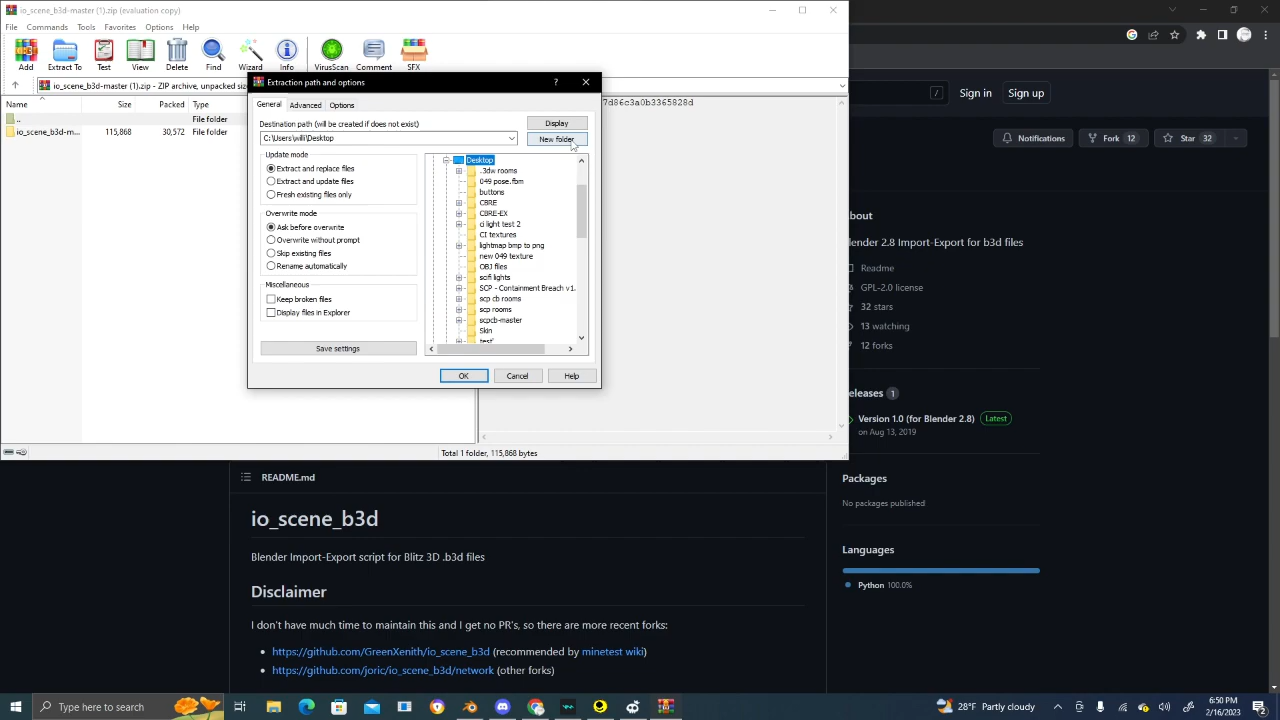 io_scene_b3d-master (1).zip (evaluation copy)
File Commands Tools Favorites Options Help
Add Extract To Test View Delete Find Wizard Info VirusScan Comment SFX
io_scene_b3d-master (1).zip - ZIP archive, unpacked size
Name Size Packed Type
.. File folder
io_scene_b3d-m... 115,868 30,572 File folder
Extraction path and options
?
General Advanced Options
Destination path (will be created if does not exist)
Display
C:\Users\willi\Desktop
New folder
Update mode
Extract and replace files
Extract and update files
Fresh existing files only
Overwrite mode
Ask before overwrite
Overwrite without prompt
Skip existing files
Rename automatically
Miscellaneous
Keep broken files
Display files in Explorer
Save settings
Desktop
.3dw rooms
049 pose.fbm
buttons
CBRE
CBRE-EX
ci light test 2
CI textures
lightmap bmp to png
new 049 texture
OBJ files
scifi lights
SCP - Containment Breach v1.
scp cb rooms
scp rooms
scpcb-master
Skin
test'
OK Cancel Help
7d86c3a0b3365828d
Total 1 folder, 115,868 bytes
/
Sign in Sign up
Notifications Fork 12 Star 32
bout
lender 2.8 Import-Export for b3d files
Readme
GPL-2.0 license
32 stars
13 watching
12 forks
eleases 1
Version 1.0 (for Blender 2.8) Latest
on Aug 13, 2019
Packages
No packages published
Languages
Python 100.0%
README.md
io_scene_b3d
Blender Import-Export script for Blitz 3D .b3d files
Disclaimer
I don't have much time to maintain this and I get no PR's, so there are more recent forks:
https://github.com/GreenXenith/io_scene_b3d (recommended by minetest wiki)
https://github.com/joric/io_scene_b3d/network (other forks)
Type here to search
28°F Partly cloudy
6:50 PM
2/16/2023